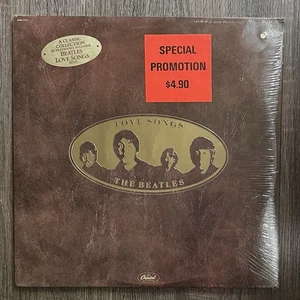 A CLASSIC
COLLECTION
BEATLES
LOVE SONGS
SPECIAL
PROMOTION
$4.90
LOVE SONGS
THE BEATLES
Capitol